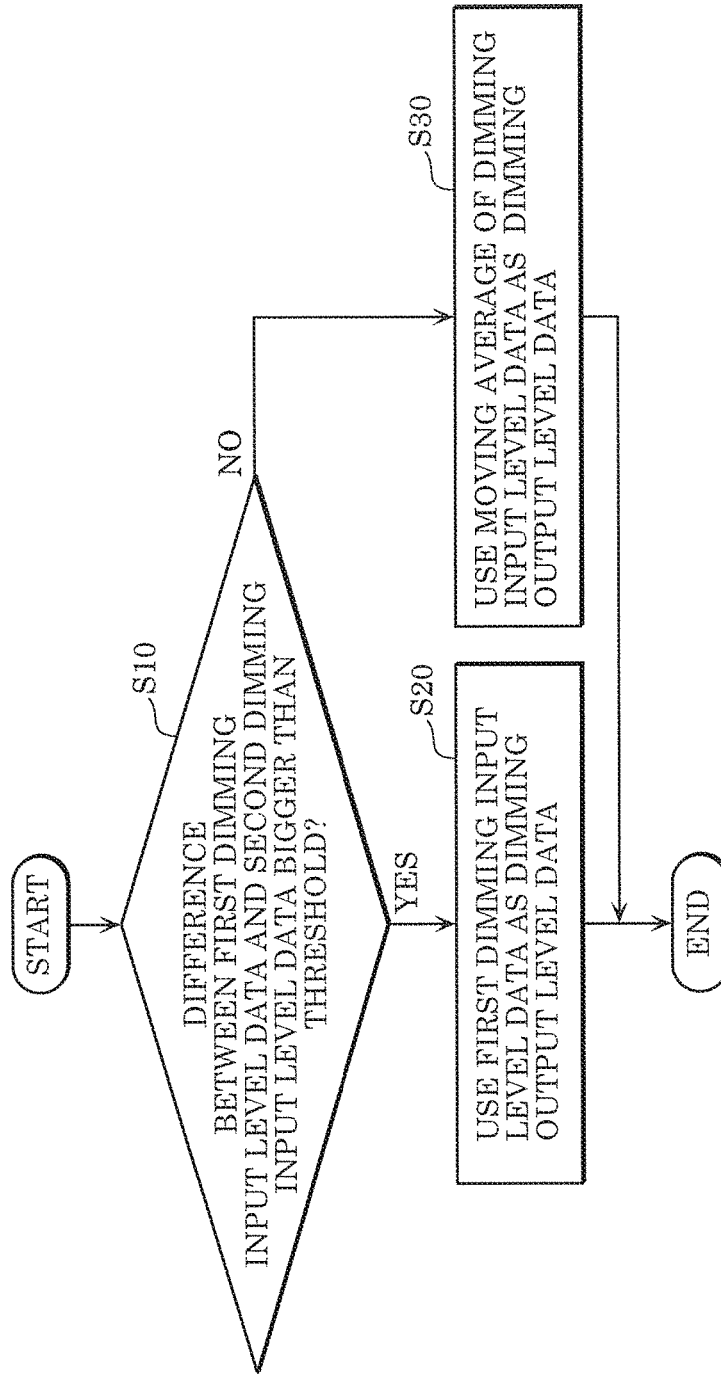 START
S10
DIFFERENCE
BETWEEN FIRST DIMMING
INPUT LEVEL DATA AND SECOND DIMMING
INPUT LEVEL DATA BIGGER THAN
THRESHOLD?
NO
YES
S20
USE FIRST DIMMING INPUT
LEVEL DATA AS DIMMING
OUTPUT LEVEL DATA
S30
USE MOVING AVERAGE OF DIMMING
INPUT LEVEL DATA AS DIMMING
OUTPUT LEVEL DATA
END